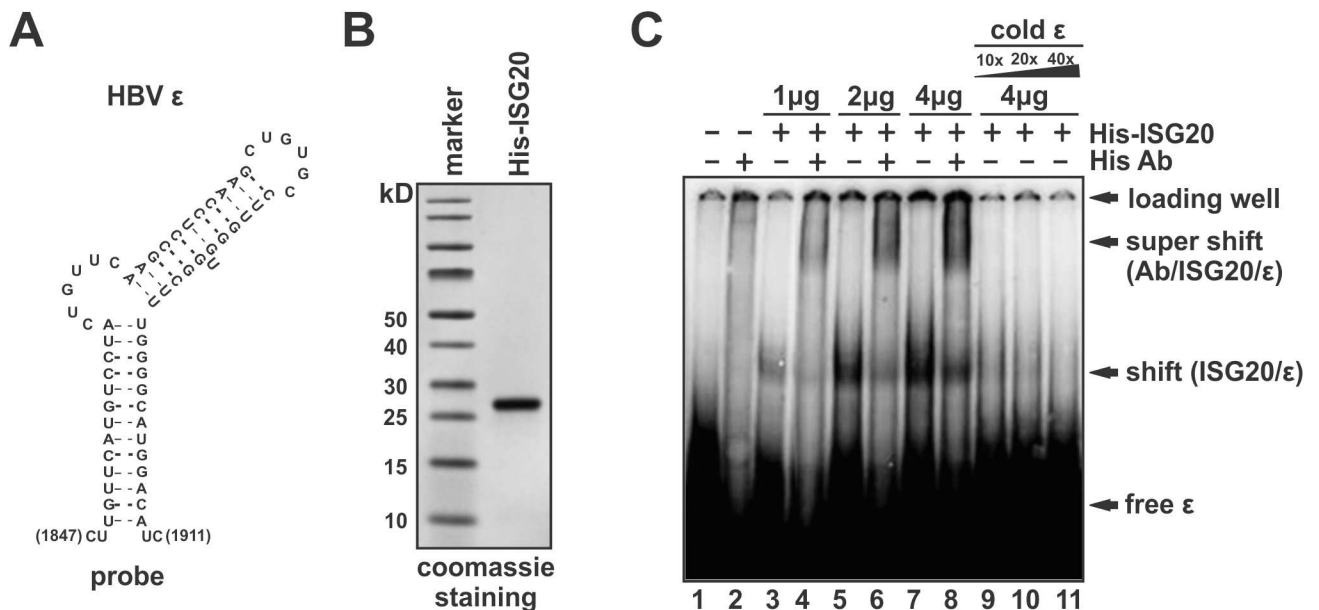 A
HBV ε
C U G U G C C
A A G C C U C C A A G
C U U G G G U G G C U U
U
C U G U U C
A - - U
U G
C - - G
C - - G
U - - G
G - - C
U - - A
A - - U
C - - G
U - - G
U - - A
G - - C
U - - A
(1847) CU UC (1911)
probe
B
marker
His-ISG20
kD
50
40
30
25
15
10
coomassie
staining
C
cold ε
10x 20x 40x
1µg 2µg 4µg 4µg
− − + + + + + + + + + His-ISG20
− + − + − + − + − − − His Ab
loading well
super shift
(Ab/ISG20/ε)
shift (ISG20/ε)
free ε
1 2 3 4 5 6 7 8 9 10 11